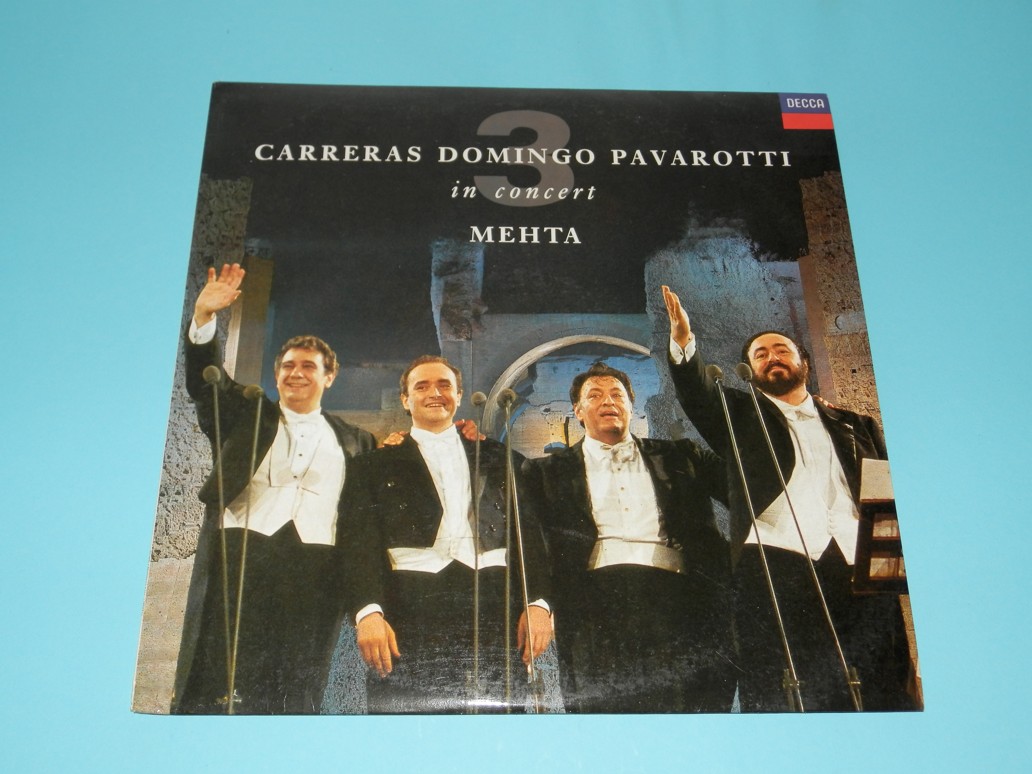 DECCA
3
CARRERAS DOMINGO PAVAROTTI
in concert
MEHTA